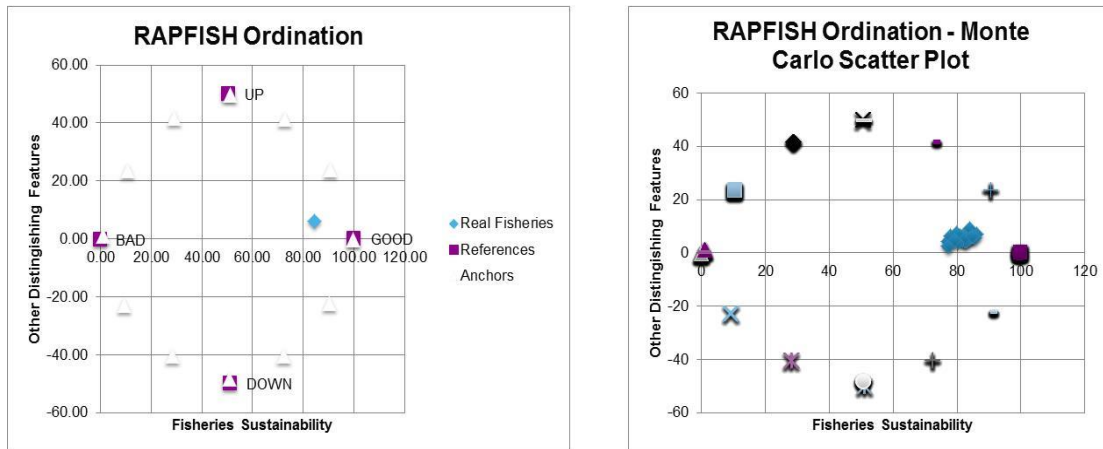 RAPFISH Ordination
60.00
UP
40.00
20.00
0.00
BAD
GOOD
0.00 20.00 40.00 60.00 80.00 100.00 120.00
-20.00
-40.00
DOWN
-60.00
Other Distingishing Features
Fisheries Sustainability
Real Fisheries
References
Anchors
RAPFISH Ordination - Monte
Carlo Scatter Plot
60
40
20
0
0 20 40 60 80 100 120
-20
-40
-60
Other Distingishing Features
Fisheries Sustainability